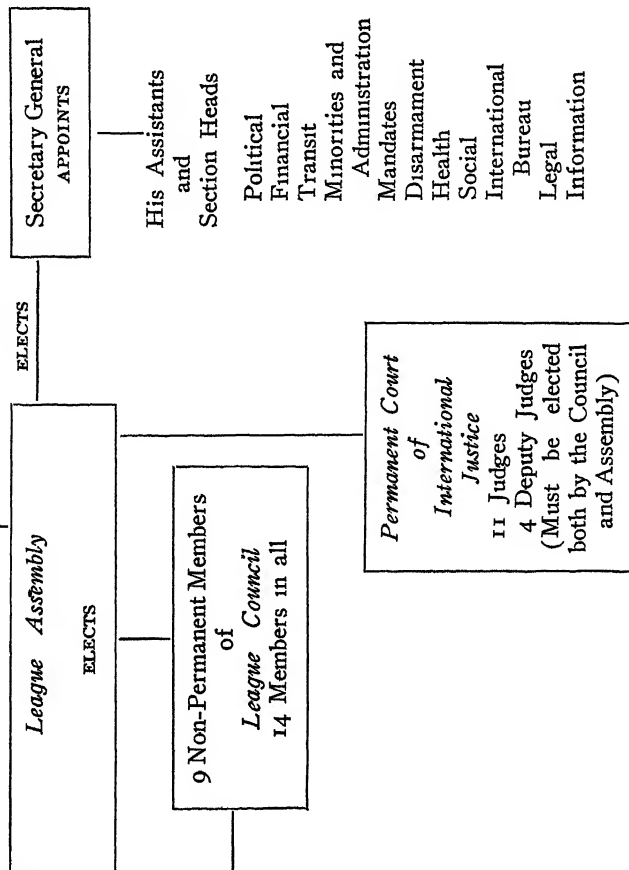 League Assembly
ELECTS
ELECTS
Secretary General
APPOINTS
His Assistants
and
Section Heads
Political
Financial
Transit
Minorities and
Administration
Mandates
Disarmament
Health
Social
International
Bureau
Legal
Information
9 Non-Permanent Members
of
League Council
14 Members in all
Permanent Court
of
International
Justice
11 Judges
4 Deputy Judges
(Must be elected
both by the Council
and Assembly)